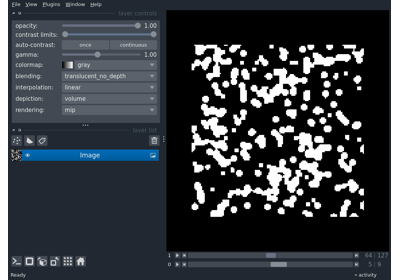 File View Plugins Window Help
layer controls
opacity: 1.00
contrast limits:
auto-contrast: once continuous
gamma: 1.00
colormap: gray
blending: translucent_no_depth
interpolation: linear
depiction: volume
rendering: mip
layer list
Image
1 64 127
0 5 9
Ready activity